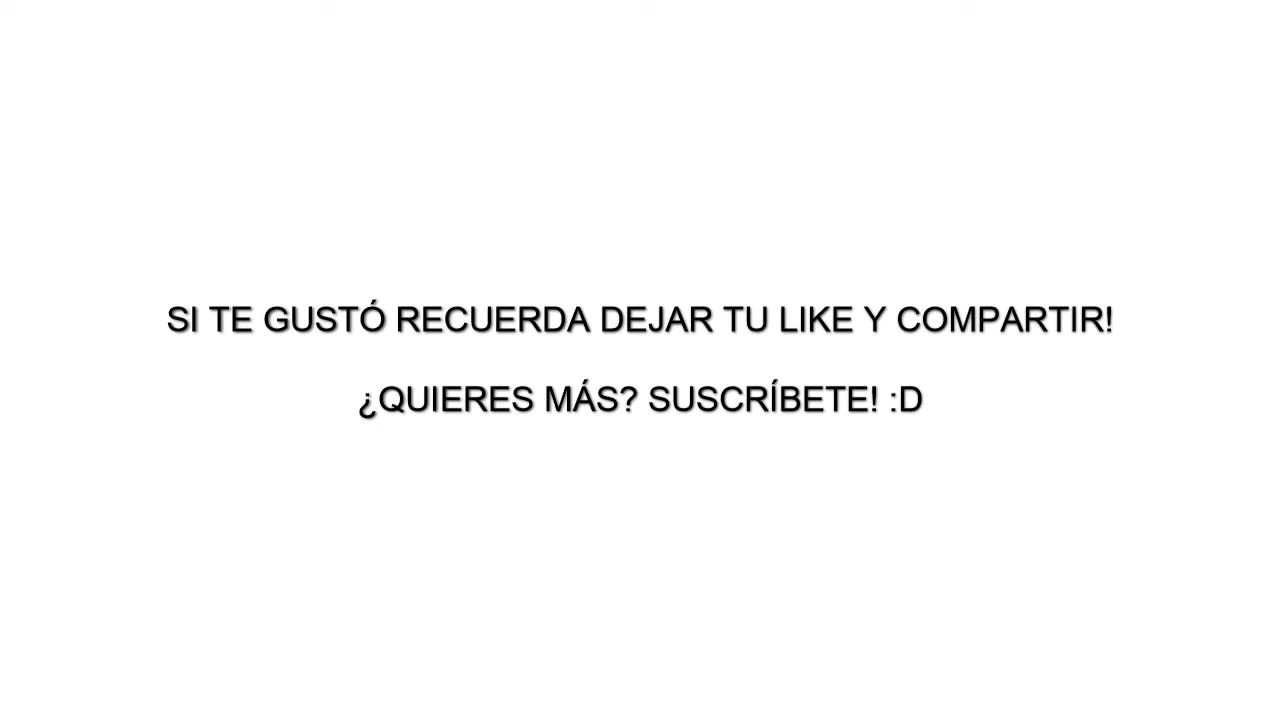 SI TE GUSTÓ RECUERDA DEJAR TU LIKE Y COMPARTIR!
¿QUIERES MÁS? SUSCRÍBETE! :D